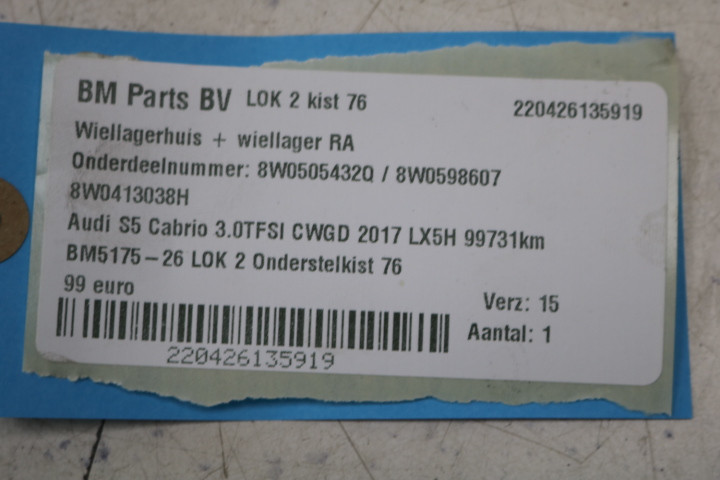 BM Parts BV LOK 2 kist 76 220426135919
Wiellagerhuis + wiellager RA
Onderdeelnummer: 8W0505432Q / 8W0598607
8W0413038H
Audi S5 Cabrio 3.0TFSI CWGD 2017 LX5H 99731km
BM5175-26 LOK 2 Onderstelkist 76
99 euro Verz: 15
Aantal: 1
220426135919